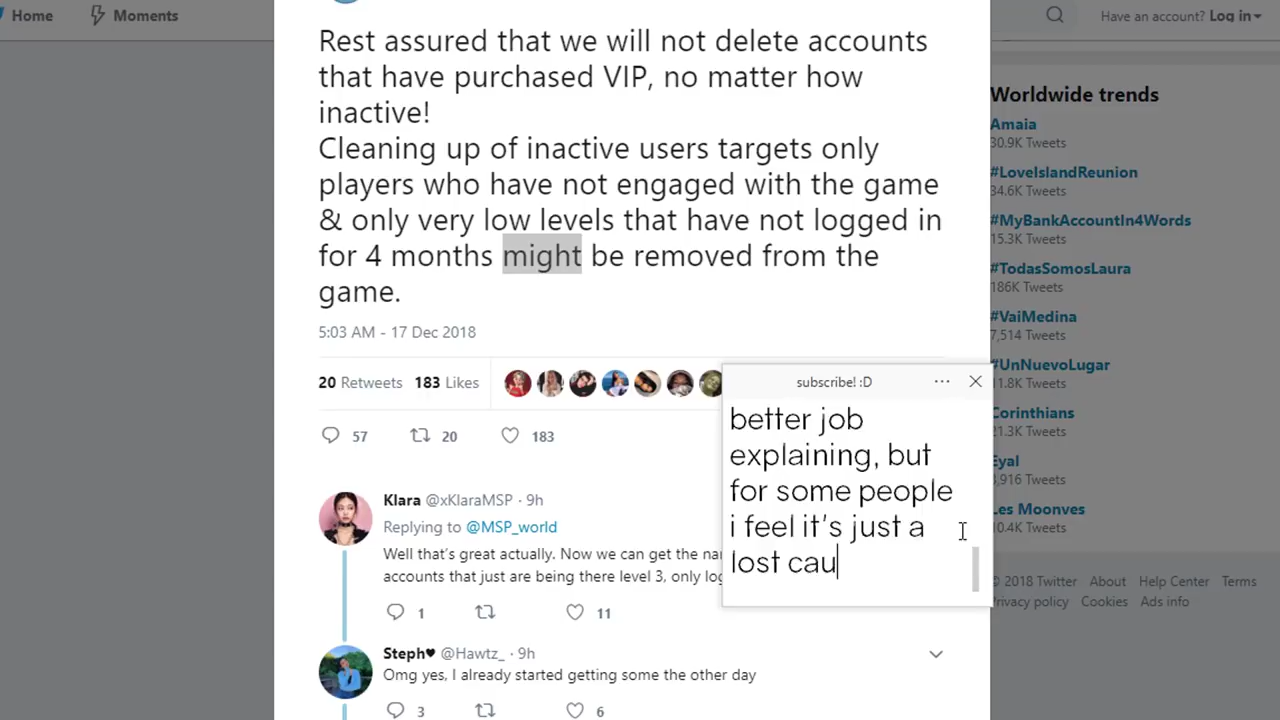 Home
Moments
Have an account? Log in
Rest assured that we will not delete accounts
that have purchased VIP, no matter how
inactive!
Cleaning up of inactive users targets only
players who have not engaged with the game
& only very low levels that have not logged in
for 4 months might be removed from the
game.
5:03 AM - 17 Dec 2018
20 Retweets 183 Likes
57 20 183
Klara @xKlaraMSP · 9h
Replying to @MSP_world
Well that's great actually. Now we can get the
accounts that just are being there level 3, only
1 11
Steph♥ @Hawtz_ · 9h
Omg yes, I already started getting some the other day
3 6
subscribe! :D
better job
explaining, but
for some people
i feel it's just a
lost cau
Worldwide trends
Amaia
30.9K Tweets
#LoveIslandReunion
34.6K Tweets
#MyBankAccountIn4Words
15.3K Tweets
#TodasSomosLaura
186K Tweets
#VaiMedina
7,514 Tweets
#UnNuevoLugar
11.8K Tweets
Corinthians
21.3K Tweets
Eyal
,916 Tweets
Les Moonves
10.4K Tweets
© 2018 Twitter About Help Center Terms
Privacy policy Cookies Ads info